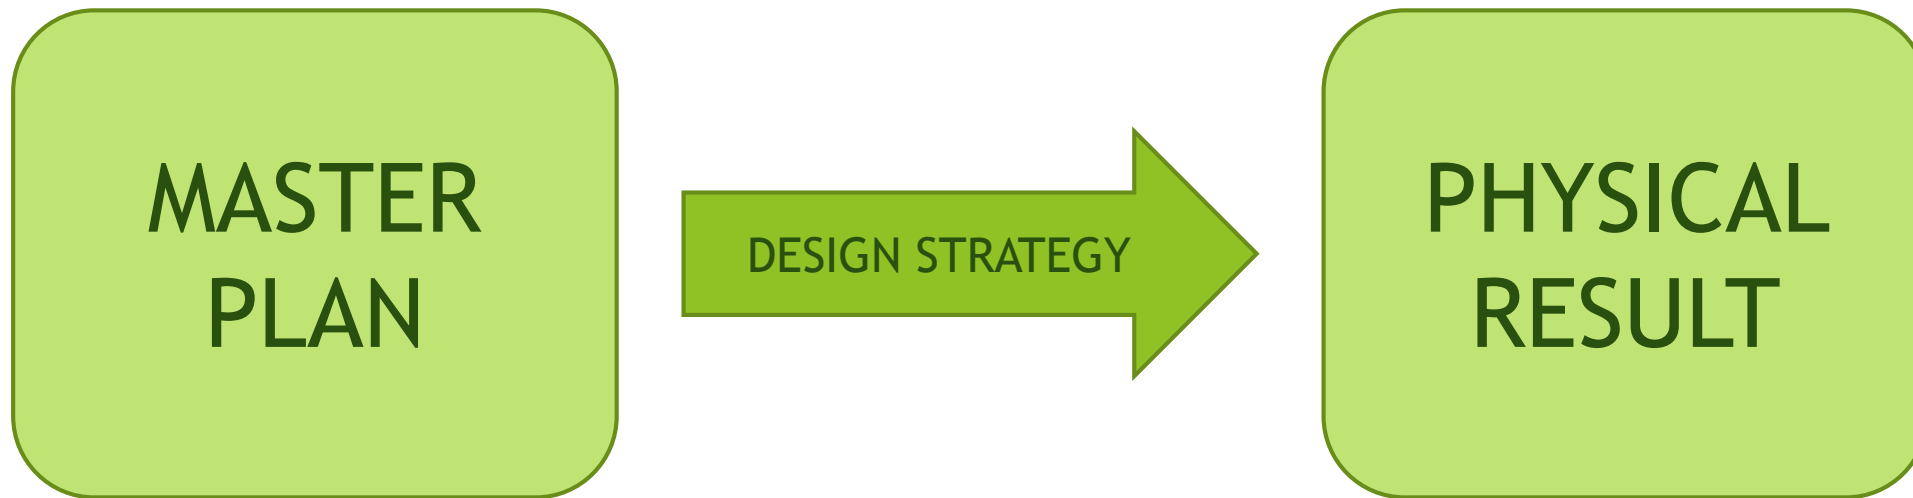 MASTER
PLAN
DESIGN STRATEGY
PHYSICAL
RESULT